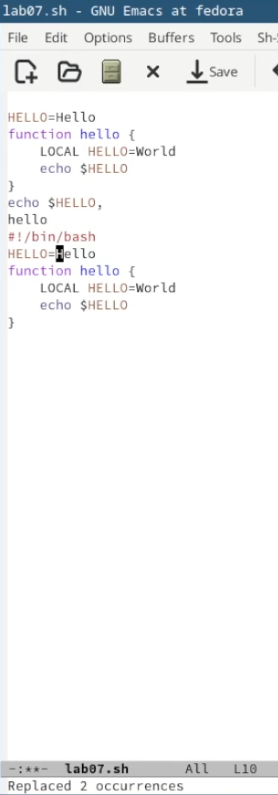 lab07.sh - GNU Emacs at fedora
File Edit Options Buffers Tools Sh-
Save
HELLO=Hello
function hello {
    LOCAL HELLO=World
    echo $HELLO
}
echo $HELLO,
hello
#!/bin/bash
HELLO=Hello
function hello {
    LOCAL HELLO=World
    echo $HELLO
}
-:**- lab07.sh All L10
Replaced 2 occurrences